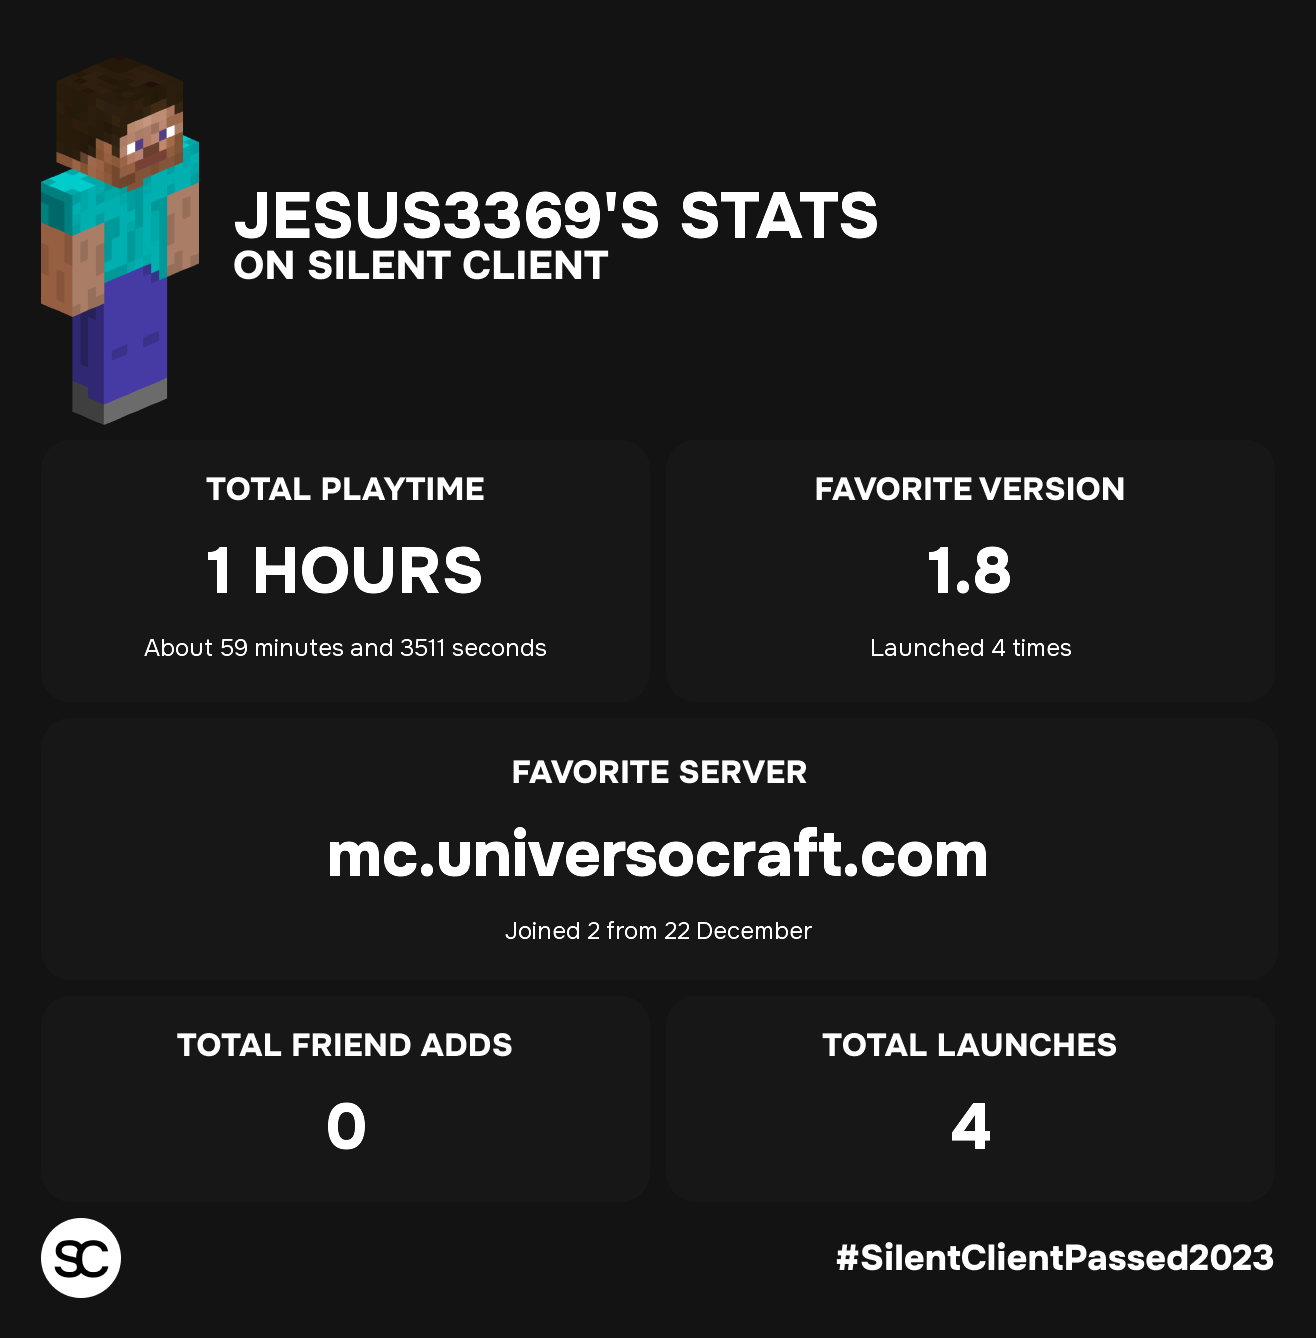 JESUS3369'S STATS
ON SILENT CLIENT
TOTAL PLAYTIME
1 HOURS
About 59 minutes and 3511 seconds
FAVORITE VERSION
1.8
Launched 4 times
FAVORITE SERVER
mc.universocraft.com
Joined 2 from 22 December
TOTAL FRIEND ADDS
0
TOTAL LAUNCHES
4
SC
#SilentClientPassed2023